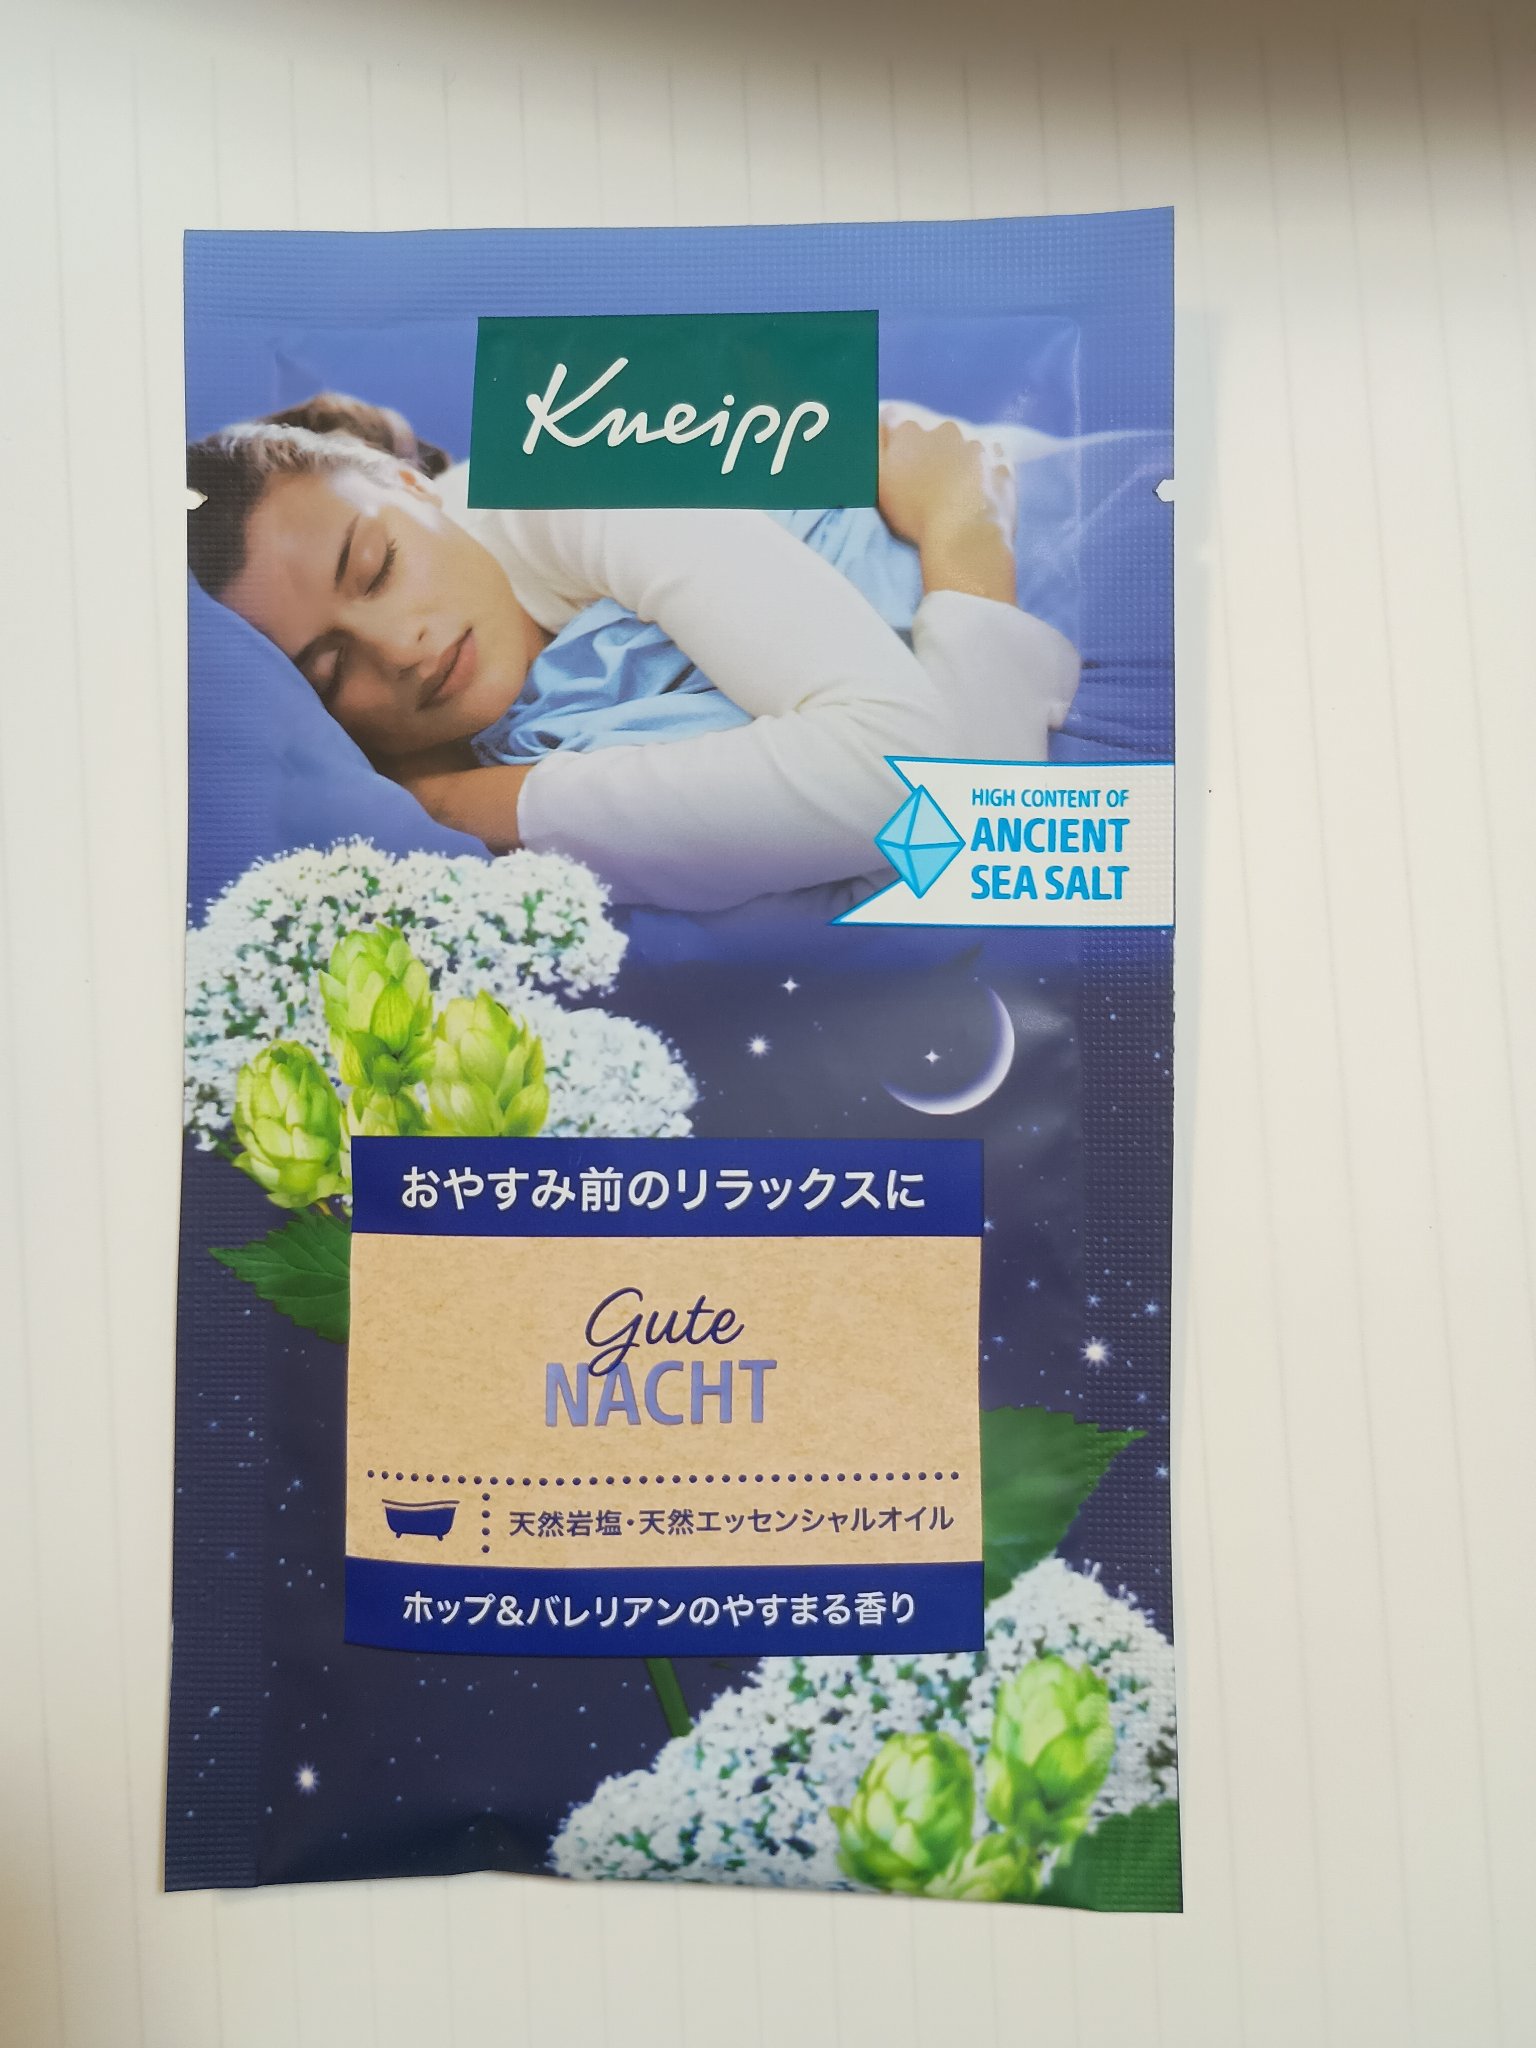 Kneipp
HIGH CONTENT OF
ANCIENT
SEA SALT
おやすみ前のリラックスに
Gute
NACHT
天然岩塩・天然エッセンシャルオイル
ホップ&バレリアンのやすまる香り